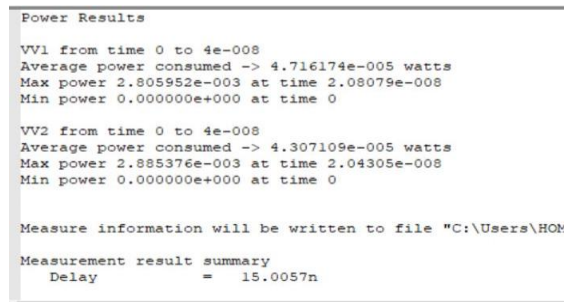 Power Results
VV1 from time 0 to 4e-008
Average power consumed -> 4.716174e-005 watts
Max power 2.805952e-003 at time 2.08079e-008
Min power 0.000000e+000 at time 0
VV2 from time 0 to 4e-008
Average power consumed -> 4.307109e-005 watts
Max power 2.885376e-003 at time 2.04305e-008
Min power 0.000000e+000 at time 0
Measure information will be written to file "C:\Users\HOM
Measurement result summary
Delay = 15.0057n